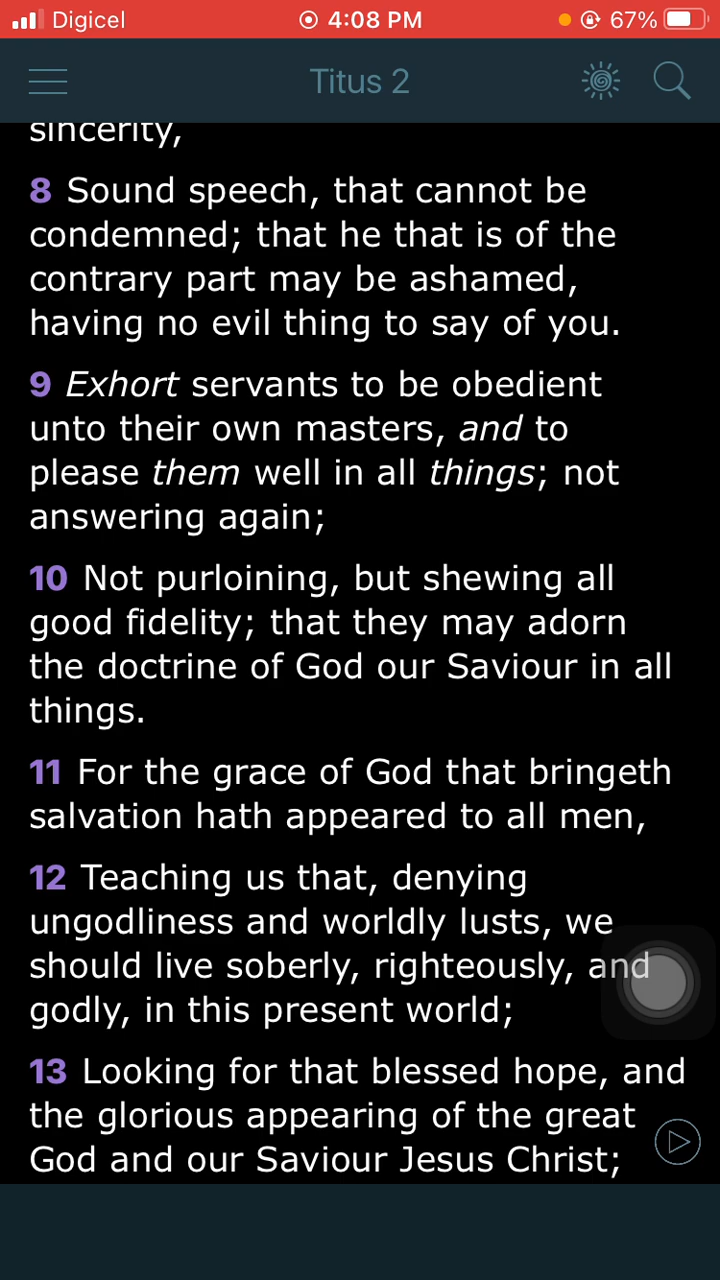 Digicel 4:08 PM 67%
Titus 2
sincerity,
8 Sound speech, that cannot be
condemned; that he that is of the
contrary part may be ashamed,
having no evil thing to say of you.
9 Exhort servants to be obedient
unto their own masters, and to
please them well in all things; not
answering again;
10 Not purloining, but shewing all
good fidelity; that they may adorn
the doctrine of God our Saviour in all
things.
11 For the grace of God that bringeth
salvation hath appeared to all men,
12 Teaching us that, denying
ungodliness and worldly lusts, we
should live soberly, righteously, and
godly, in this present world;
13 Looking for that blessed hope, and
the glorious appearing of the great
God and our Saviour Jesus Christ;